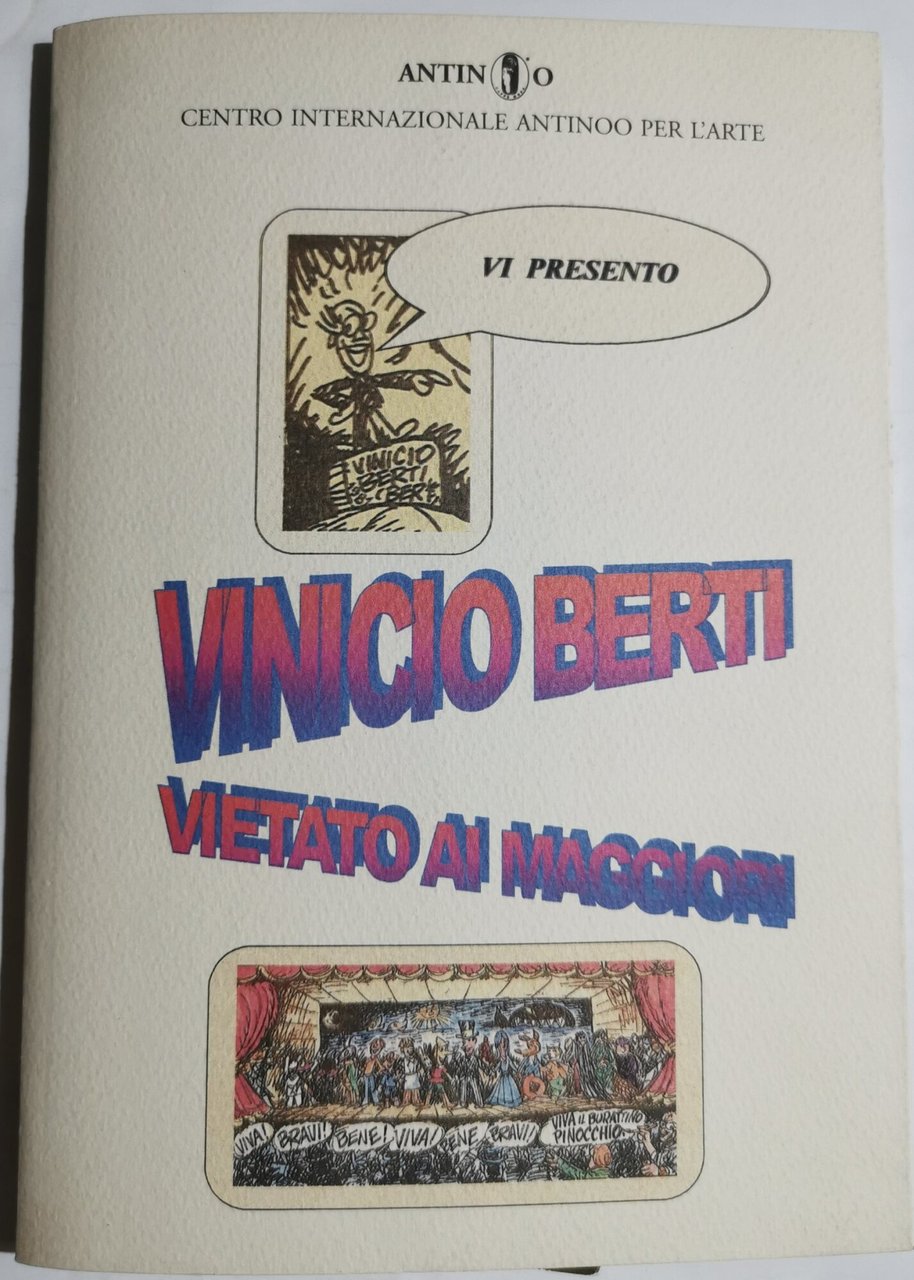 ANTINOO
CENTRO INTERNAZIONALE ANTINOO PER L'ARTE
VI PRESENTO
VINICIO
BERTI
VINICIO BERTI
VIETATO AI MAGGIORI
VIVA! BRAVI! BENE! VIVA! BENE BRAVI! VIVA IL BURATTINO
PINOCCHIO